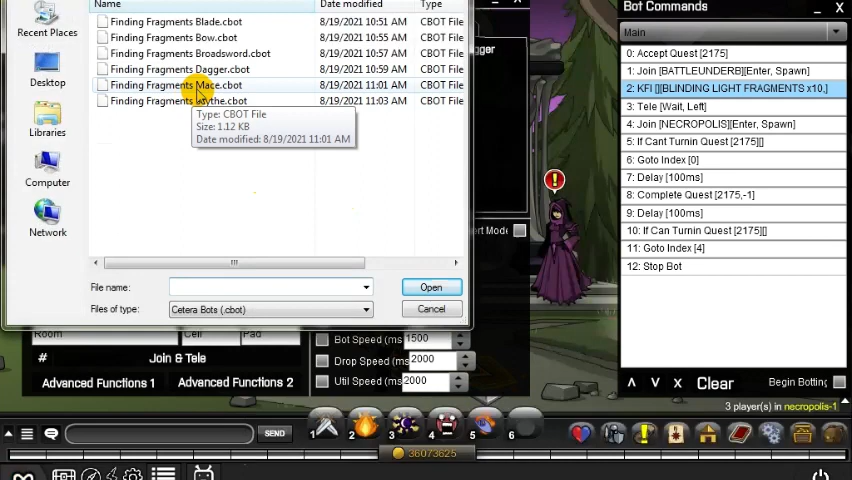 Name
Date modified
Type
Finding Fragments Blade.cbot
8/19/2021 10:51 AM
CBOT File
Finding Fragments Bow.cbot
8/19/2021 10:55 AM
CBOT File
Finding Fragments Broadsword.cbot
8/19/2021 10:57 AM
CBOT File
Finding Fragments Dagger.cbot
8/19/2021 10:59 AM
CBOT File
Finding Fragments Mace.cbot
8/19/2021 11:01 AM
CBOT File
Finding Fragments Scythe.cbot
8/19/2021 11:03 AM
CBOT File
Type: CBOT File
Size: 1.12 KB
Date modified: 8/19/2021 11:01 AM
Recent Places
Desktop
Libraries
Computer
Network
File name:
Open
Files of type:
Cetera Bots (.cbot)
Cancel
Room
Cell
Pad
#
Join & Tele
Advanced Functions 1
Advanced Functions 2
Bot Speed (ms
1500
Drop Speed (ms
2000
Util Speed (ms
2000
Bot Commands
Main
0: Accept Quest [2175]
1: Join [BATTLEUNDERB][Enter, Spawn]
2: KFI [][BLINDING LIGHT FRAGMENTS x10,]
3: Tele [Wait, Left]
4: Join [NECROPOLIS][Enter, Spawn]
5: If Cant Turnin Quest [2175][]
6: Goto Index [0]
7: Delay [100ms]
8: Complete Quest [2175,-1]
9: Delay [100ms]
10: If Can Turnin Quest [2175][]
11: Goto Index [4]
12: Stop Bot
Clear
Begin Botting
3 player(s) in necropolis-1
SEND
1
2
3
4
5
6
36073625